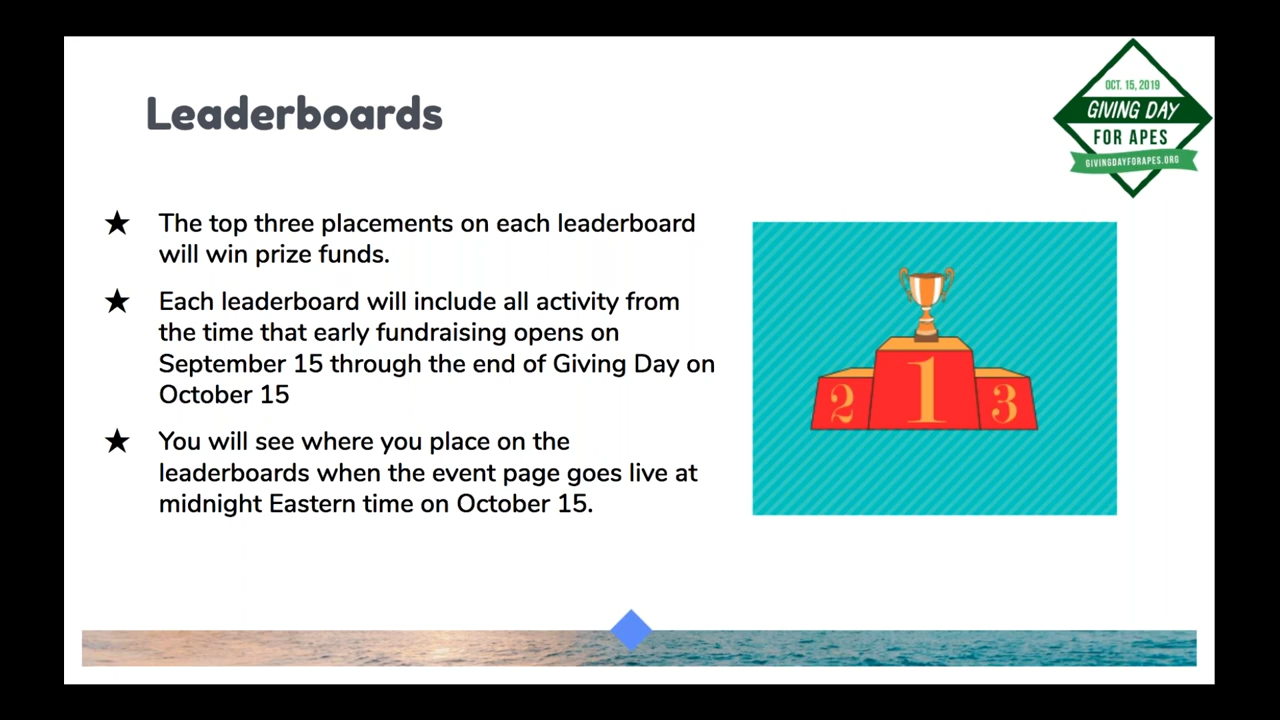 Leaderboards
OCT. 15, 2019
GIVING DAY
FOR APES
GIVINGDAYFORAPES.ORG
★ The top three placements on each leaderboard
will win prize funds.
★ Each leaderboard will include all activity from
the time that early fundraising opens on
September 15 through the end of Giving Day on
October 15
★ You will see where you place on the
leaderboards when the event page goes live at
midnight Eastern time on October 15.
2 1 3